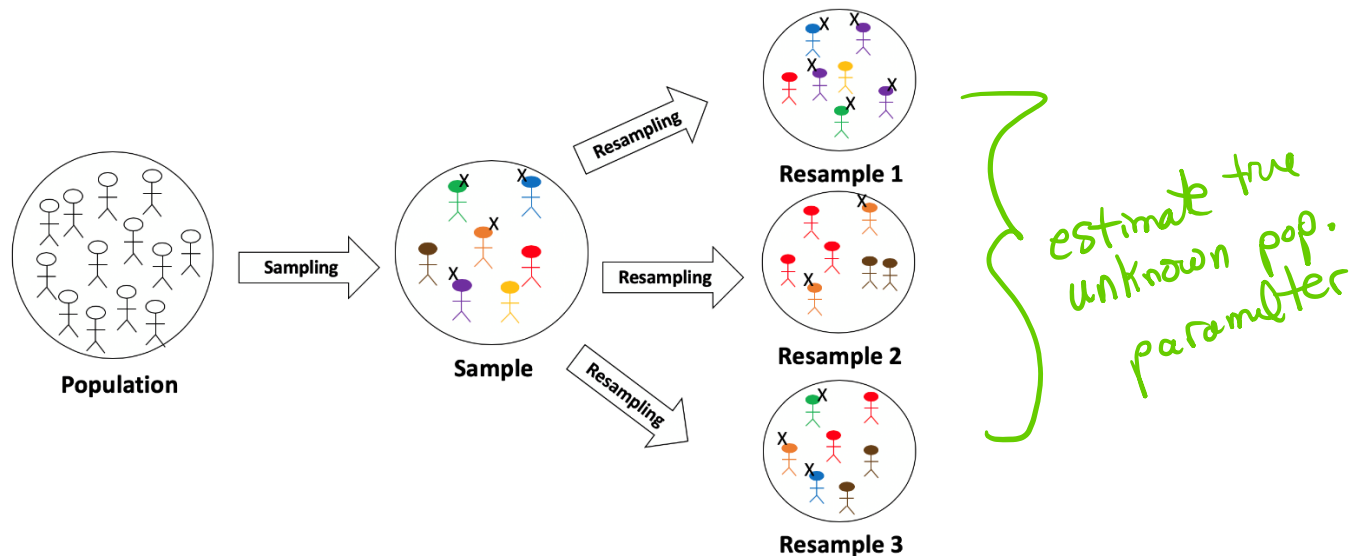 Population
Sampling
X
X
X
X
Sample
Resampling
Resampling
Resampling
X
X
X
X
X
Resample 1
X
X
Resample 2
X
X
X
Resample 3
estimate true
unknown pop.
parameter